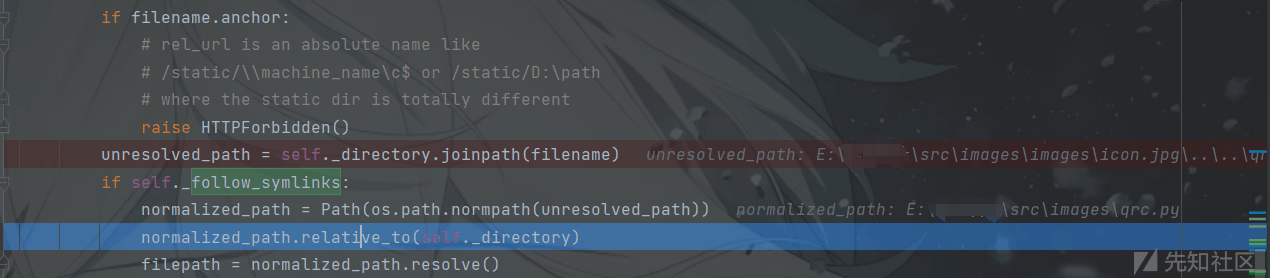 if filename.anchor:
# rel_url is an absolute name like
# /static/\\machine_name\c$ or /static/D:\path
# where the static dir is totally different
raise HTTPForbidden()
unresolved_path = self._directory.joinpath(filename) unresolved_path: E:\ \src\images\images\icon.jpg\..\..\qr
if self._follow_symlinks:
normalized_path = Path(os.path.normpath(unresolved_path)) normalized_path: E:\ \src\images\qrc.py
normalized_path.relative_to(self._directory)
filepath = normalized_path.resolve()
先知社区